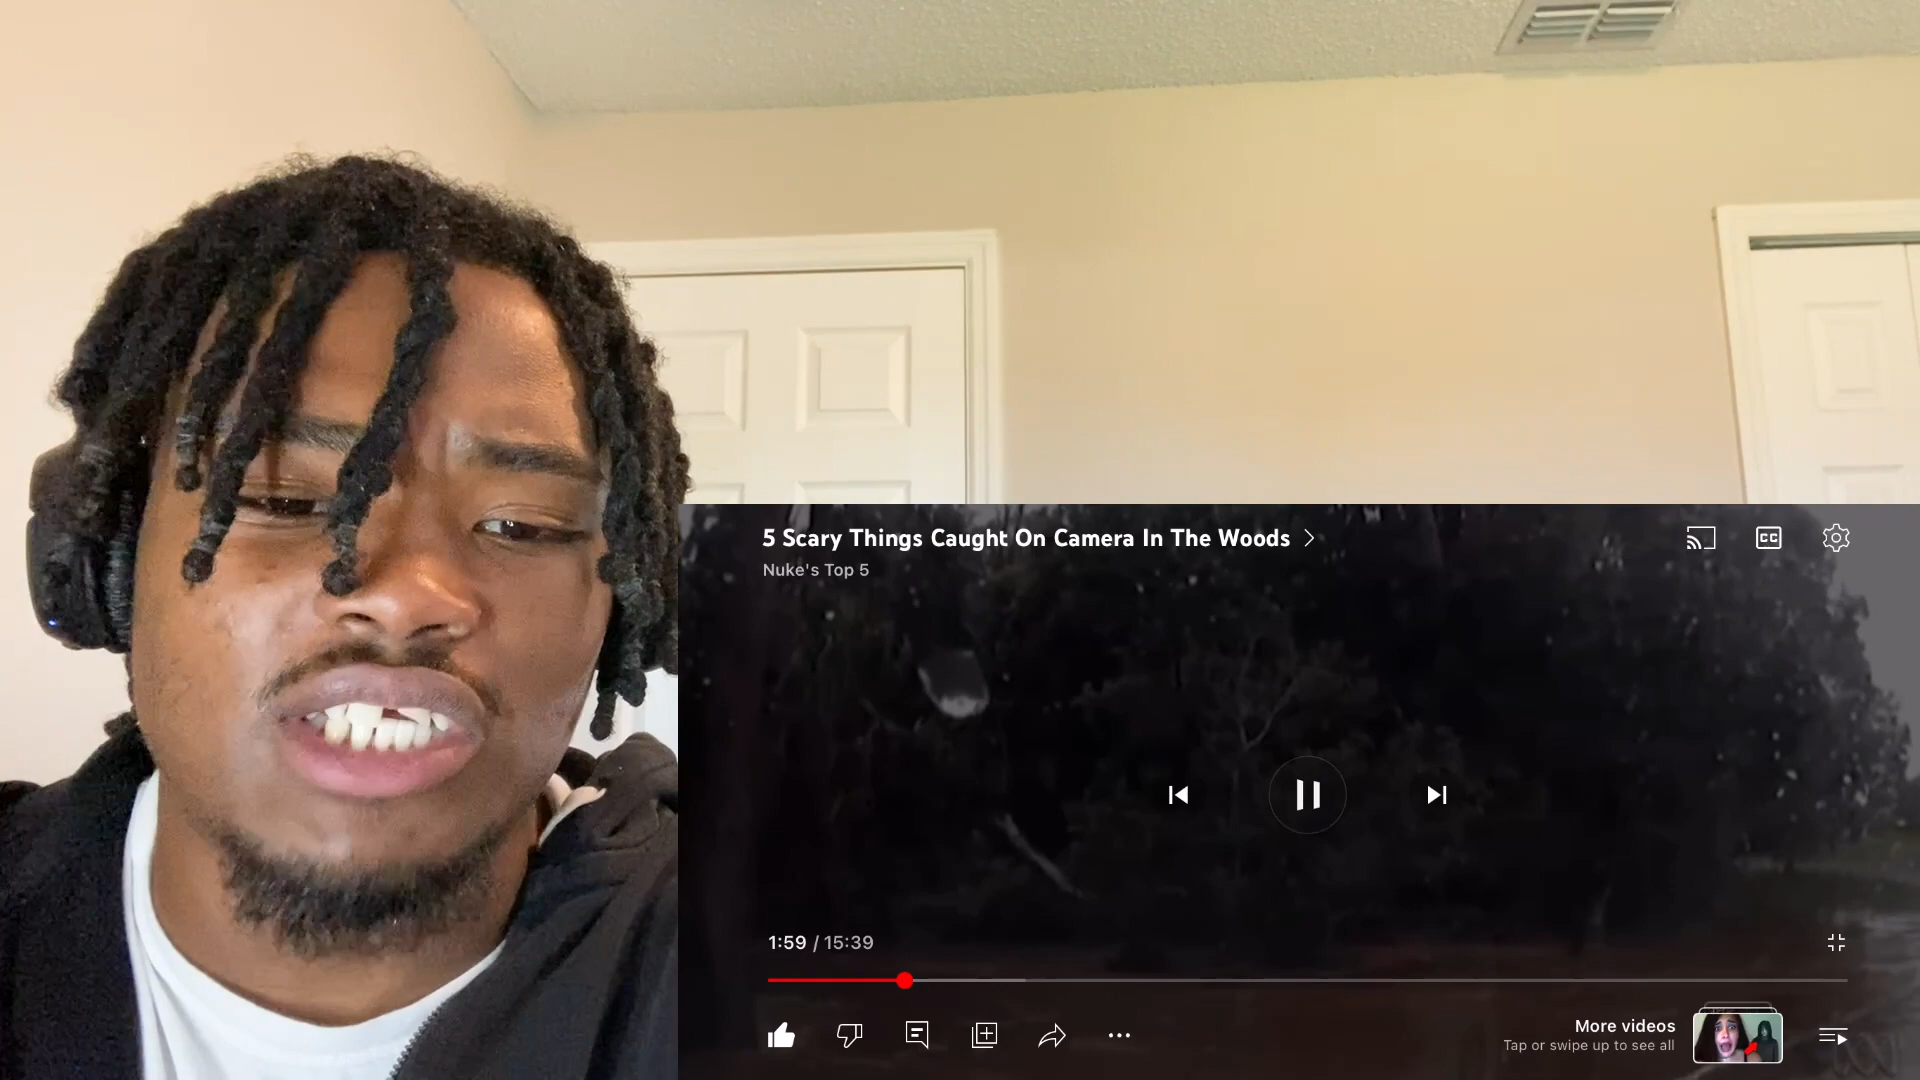 5 Scary Things Caught On Camera In The Woods
Nuke's Top 5
CC
1:59 / 15:39
More videos
Tap or swipe up to see all